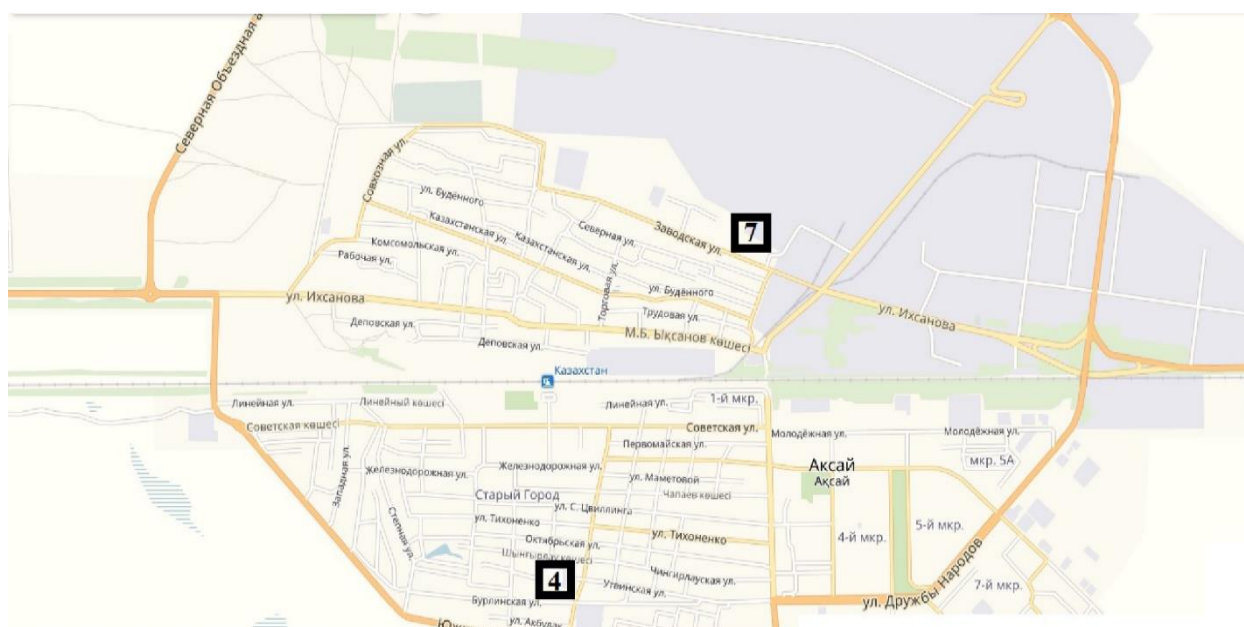 Северная Объездная
Совхозная ул.
ул. Будённого
Казахстанская ул.
Северная ул.
Заводская ул.
7
Комсомольская ул.
Казахстанская ул.
Рабочая ул.
Торговая ул.
ул. Будённого
ул. Ихсанова
Трудовая ул.
ул. Ихсанова
Деповская ул.
М.Б. Ықсанов көшесі
Деповская ул.
Казахстан
Линейная ул.
Линейный көшесі
Линейная ул.
1-й мкр.
Советская көшесі
Советская ул.
Молодёжная ул.
Молодёжная ул.
Первомайская ул.
Железнодорожная ул.
Железнодорожная ул.
Аксай
Ақсай
мкр. 5А
Западная ул.
ул. Маметовой
Старый Город
Чапаев көшесі
ул. С. Цвиллинга
Степная ул.
ул. Тихоненко
ул. Тихоненко
5-й мкр.
4-й мкр.
Октябрьская ул.
Шыңғырлау көшесі
4
Чингирлауская ул.
Утвинская ул.
7-й мкр.
Бурлинская ул.
ул. Дружбы Народов
ул. Акбулак